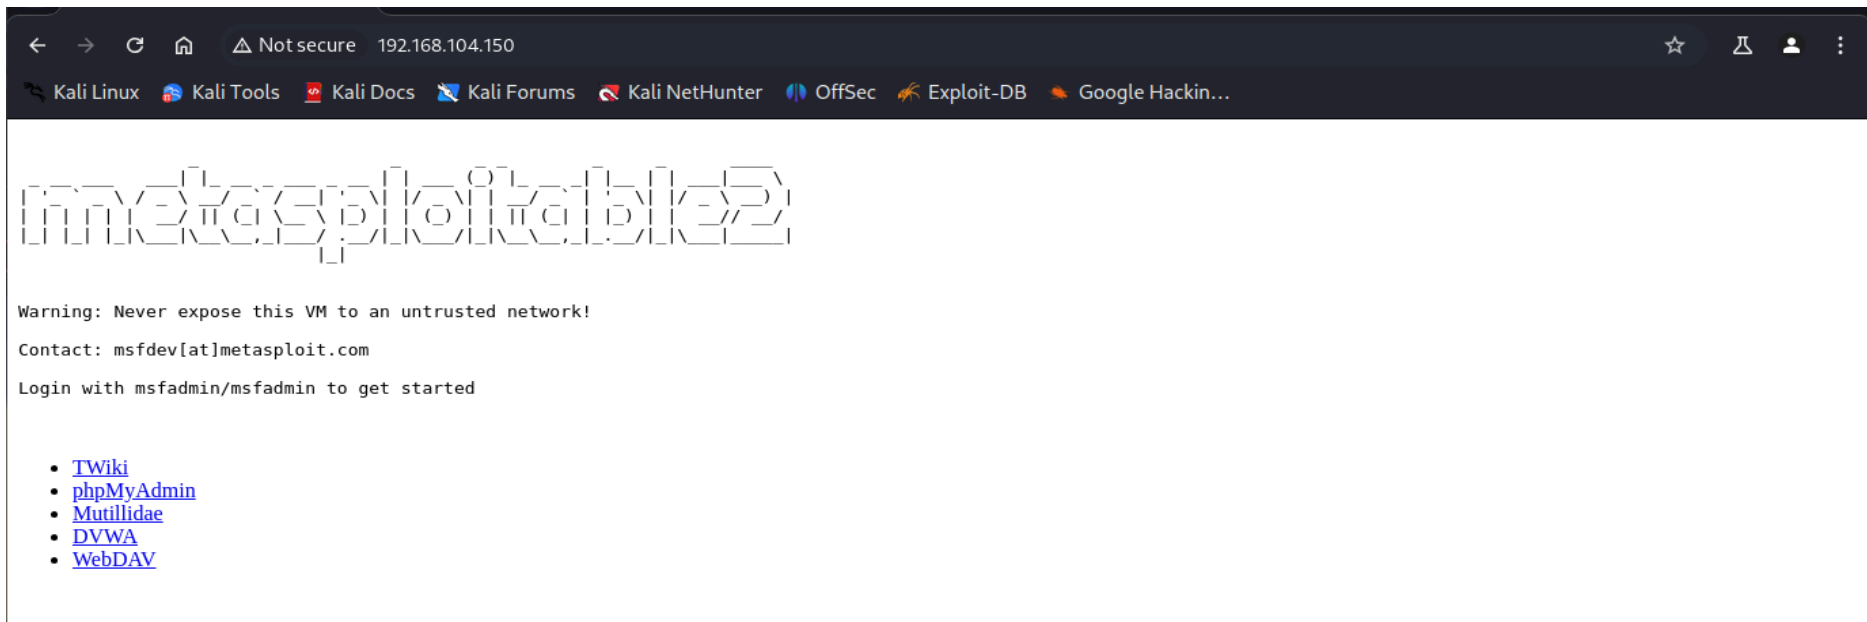 Not secure 192.168.104.150
Kali Linux Kali Tools Kali Docs Kali Forums Kali NetHunter OffSec Exploit-DB Google Hackin…
metasploitable2
Warning: Never expose this VM to an untrusted network!
Contact: msfdev[at]metasploit.com
Login with msfadmin/msfadmin to get started
TWiki
phpMyAdmin
Mutillidae
DVWA
WebDAV